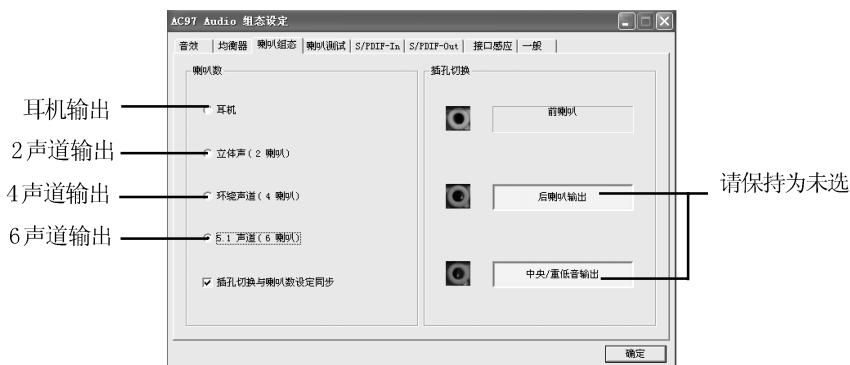 AC97 Audio 组态设定
音效 均衡器 喇叭组态 喇叭测试 S/PDIF-In S/PDIF-Out 接口感应 一般
喇叭数
耳机
立体声(2 喇叭)
环绕声道(4 喇叭)
5.1 声道(6 喇叭)
插孔切换与喇叭数设定同步
插孔切换
前喇叭
后喇叭输出
中央/重低音输出
确定
耳机输出
2声道输出
4声道输出
6声道输出
请保持为未选